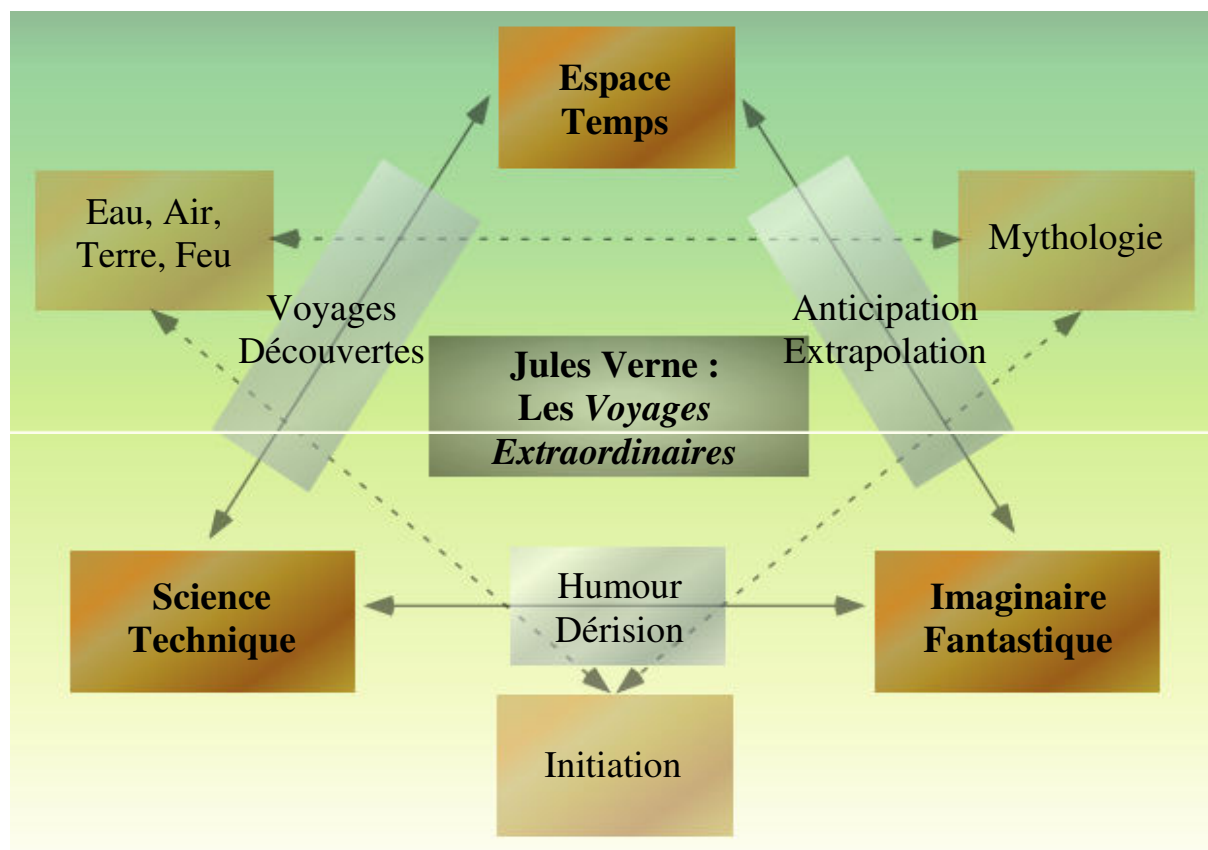 Espace
Temps
Eau, Air,
Terre, Feu
Mythologie
Voyages
Découvertes
Anticipation
Extrapolation
Jules Verne :
Les Voyages
Extraordinaires
Science
Technique
Humour
Dérision
Imaginaire
Fantastique
Initiation